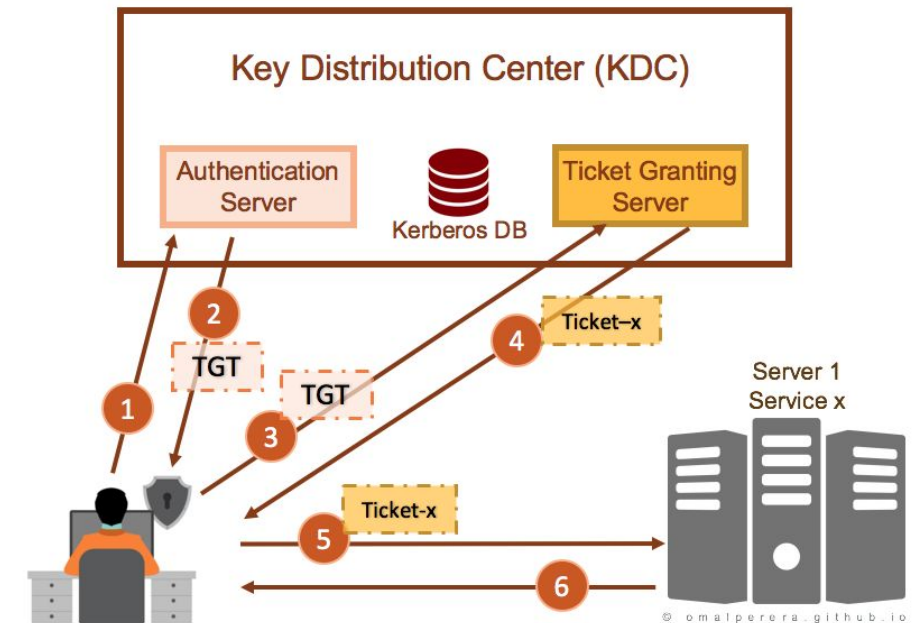 Key Distribution Center (KDC)
Authentication
Server
Kerberos DB
Ticket Granting
Server
2
TGT
1
TGT
3
4
Ticket–x
Server 1
Service x
Ticket-x
5
6
© omalperera.github.io